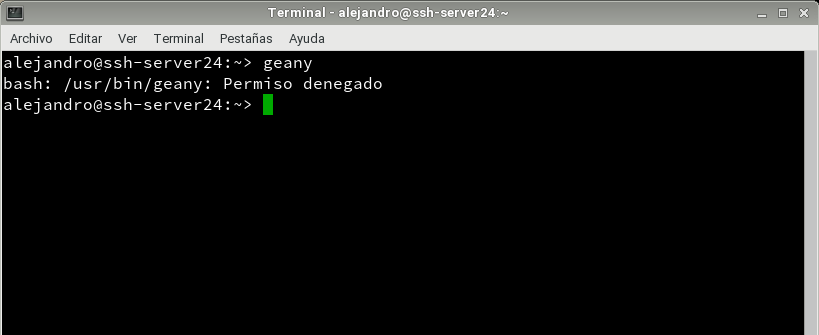 Terminal - alejandro@ssh-server24:~
Archivo Editar Ver Terminal Pestañas Ayuda
alejandro@ssh-server24:~> geany
bash: /usr/bin/geany: Permiso denegado
alejandro@ssh-server24:~>